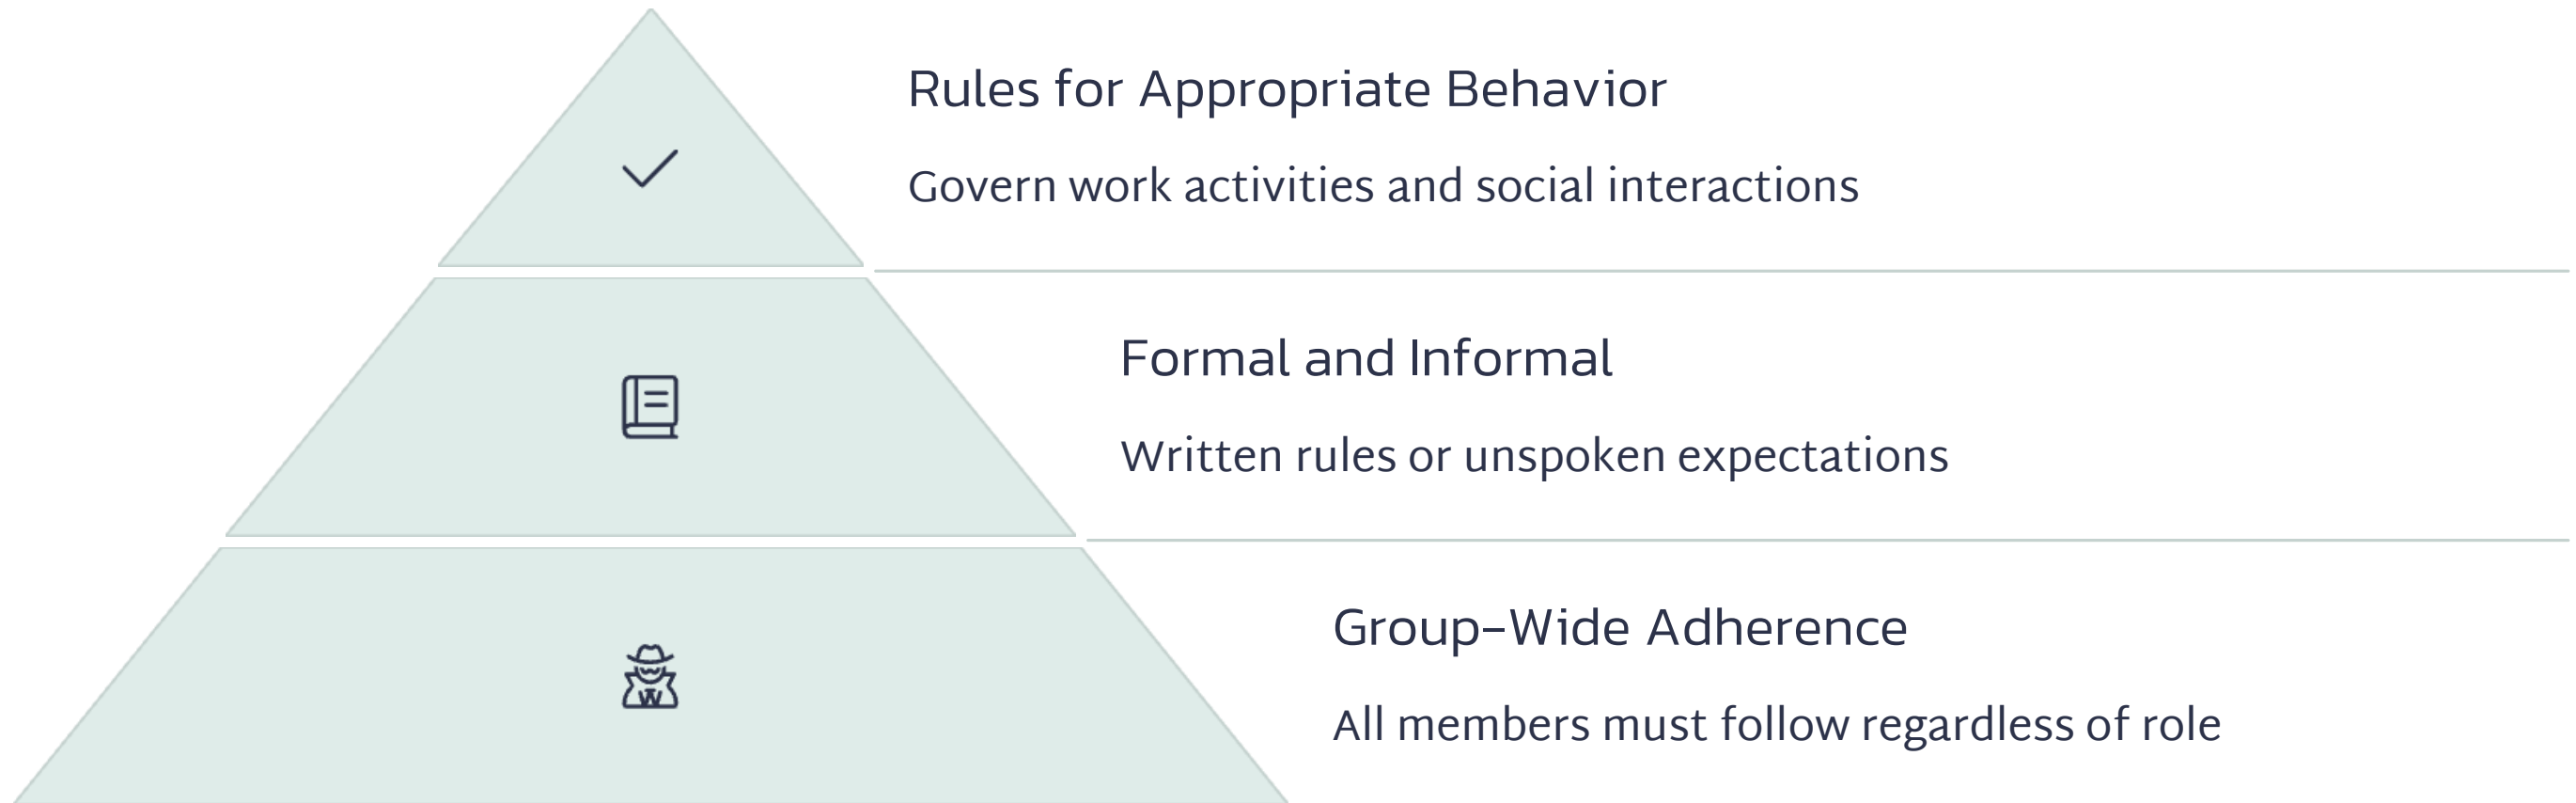 Rules for Appropriate Behavior
Govern work activities and social interactions
Formal and Informal
Written rules or unspoken expectations
Group-Wide Adherence
All members must follow regardless of role